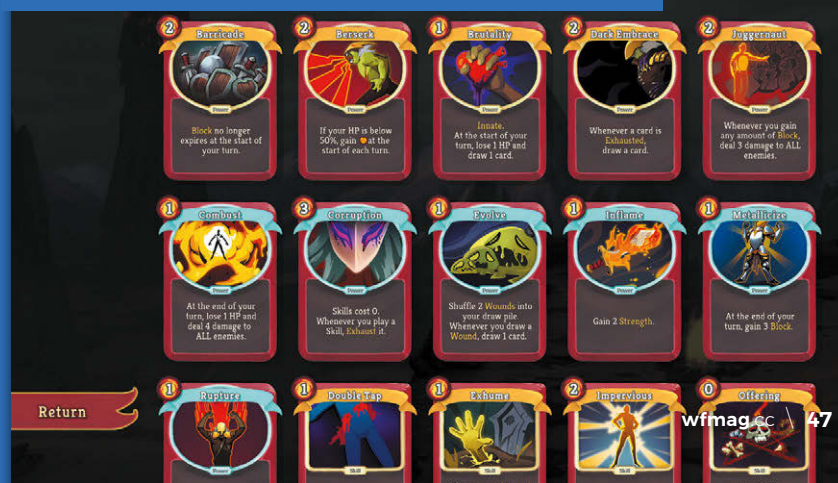 2
Barricade
Power
Block no longer
expires at the start of
your turn.
2
Berserk
Power
If your HP is below
50%, gain at the
start of each turn.
1
Brutality
Power
Innate.
At the start of your
turn, lose 1 HP and
draw 1 card.
2
Dark Embrace
Power
Whenever a card is
Exhausted,
draw a card.
2
Juggernaut
Power
Whenever you gain
any amount of Block,
deal 3 damage to ALL
enemies.
1
Combust
Power
At the end of your
turn, lose 1 HP and
deal 4 damage to
ALL enemies.
3
Corruption
Power
Skills cost 0.
Whenever you play a
Skill, Exhaust it.
1
Evolve
Power
Shuffle 2 Wounds into
your draw pile
Whenever you draw a
Wound, draw 1 card.
1
Inflame
Power
Gain 2 Strength.
1
Metallicize
Power
At the end of your
turn, gain 3 Block.
Return
1
Rupture
Power
1
Double Tap
Skill
1
Exhume
Skill
2
Impervious
Skill
0
Offering
Skill
wfmag.cc \ 47